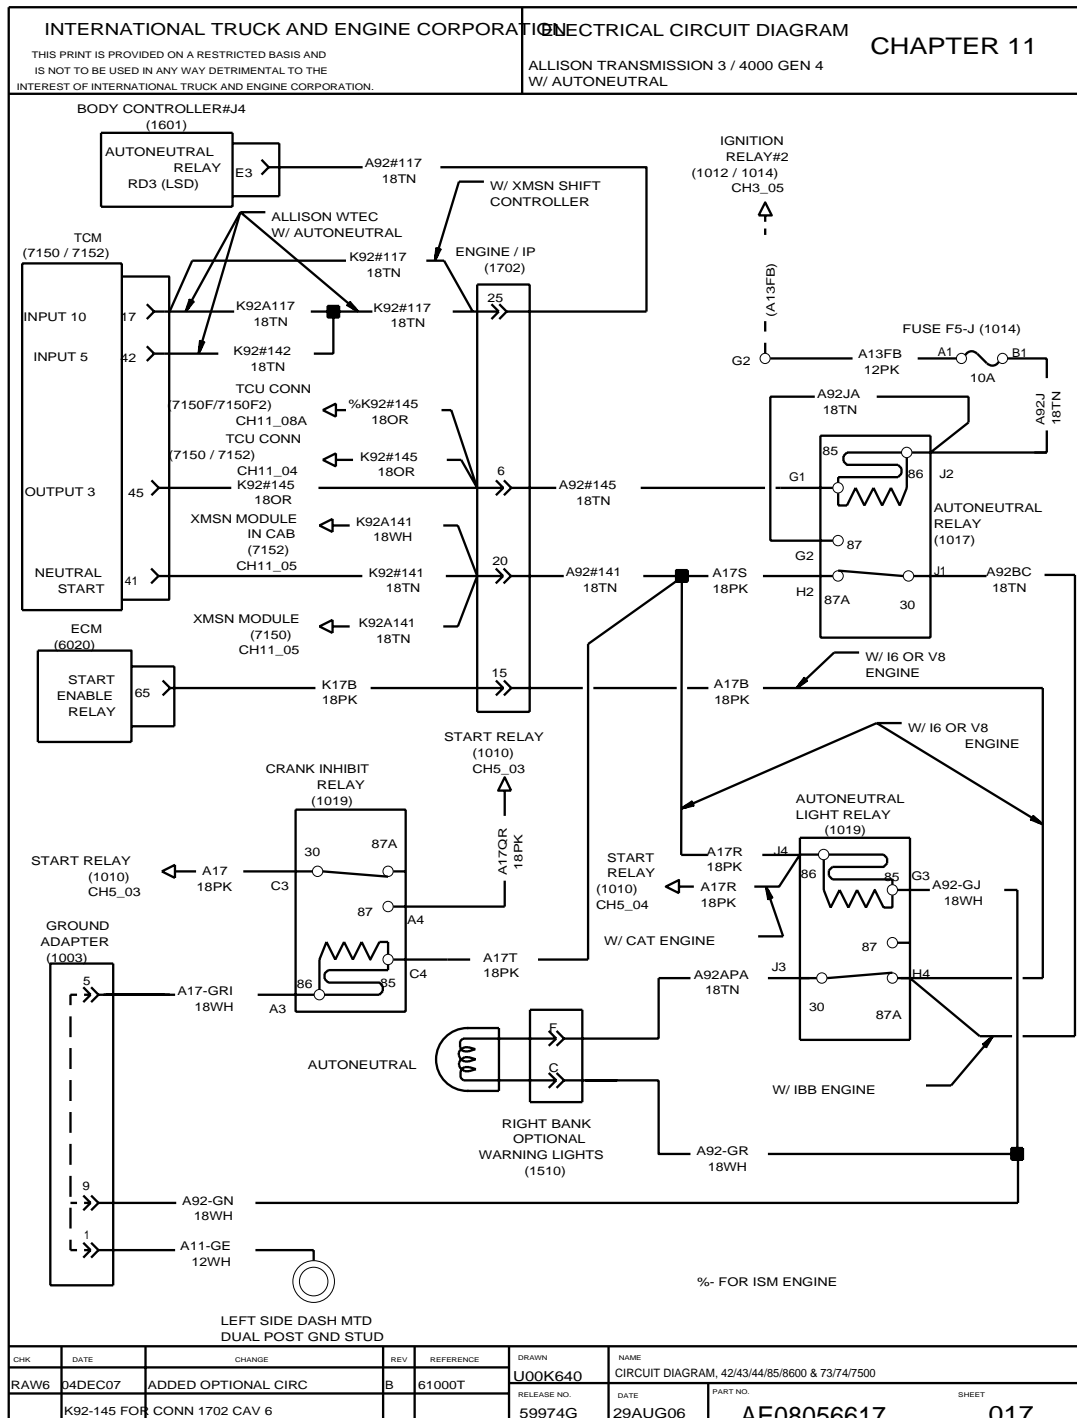 INTERNATIONAL TRUCK AND ENGINE CORPORATION
ELECTRICAL CIRCUIT DIAGRAM
CHAPTER 11
THIS PRINT IS PROVIDED ON A RESTRICTED BASIS AND
IS NOT TO BE USED IN ANY WAY DETRIMENTAL TO THE
INTEREST OF INTERNATIONAL TRUCK AND ENGINE CORPORATION.
ALLISON TRANSMISSION 3 / 4000 GEN 4
W/ AUTONEUTRAL
BODY CONTROLLER#J4
(1601)
AUTONEUTRAL
RELAY
RD3 (LSD)
E3
A92#117
18TN
W/ XMSN SHIFT
CONTROLLER
IGNITION
RELAY#2
(1012 / 1014)
CH3_05
(A13FB)
ALLISON WTEC
W/ AUTONEUTRAL
TCM
(7150 / 7152)
K92#117
18TN
ENGINE / IP
(1702)
INPUT 10
17
K92A117
18TN
K92#117
18TN
25
INPUT 5
42
K92#142
18TN
FUSE F5-J (1014)
G2
A13FB
12PK
A1
B1
10A
A92J
18TN
TCU CONN
(7150F/7150F2)
CH11_08A
%K92#145
18OR
A92JA
18TN
TCU CONN
(7150 / 7152)
CH11_04
K92#145
18OR
OUTPUT 3
45
K92#145
18OR
6
A92#145
18TN
G1
85
86
J2
AUTONEUTRAL
RELAY
(1017)
XMSN MODULE
IN CAB
(7152)
CH11_05
K92A141
18WH
G2
87
NEUTRAL
START
41
K92#141
18TN
20
A92#141
18TN
A17S
18PK
H2
87A
30
J1
A92BC
18TN
XMSN MODULE
(7150)
CH11_05
K92A141
18TN
ECM
(6020)
START
ENABLE
RELAY
65
K17B
18PK
15
A17B
18PK
W/ I6 OR V8
ENGINE
W/ I6 OR V8
ENGINE
START RELAY
(1010)
CH5_03
A17QR
18PK
CRANK INHIBIT
RELAY
(1019)
30
87A
START RELAY
(1010)
CH5_03
A17
18PK
C3
87
A4
AUTONEUTRAL
LIGHT RELAY
(1019)
START
RELAY
(1010)
CH5_04
A17R
18PK
A17R
18PK
J4
86
85
G3
A92-GJ
18WH
W/ CAT ENGINE
87
GROUND
ADAPTER
(1003)
5
A17-GRI
18WH
86
A3
85
C4
A17T
18PK
A92APA
18TN
J3
30
87A
H4
AUTONEUTRAL
F
C
W/ IBB ENGINE
RIGHT BANK
OPTIONAL
WARNING LIGHTS
(1510)
A92-GR
18WH
9
A92-GN
18WH
1
A11-GE
12WH
LEFT SIDE DASH MTD
DUAL POST GND STUD
%- FOR ISM ENGINE
CHK DATE CHANGE REV REFERENCE DRAWN NAME
RAW6 04DEC07 ADDED OPTIONAL CIRC B 61000T U00K640 CIRCUIT DIAGRAM, 42/43/44/85/8600 & 73/74/7500
RELEASE NO. DATE PART NO. SHEET
K92-145 FOR CONN 1702 CAV 6 59974G 29AUG06 AE08056617 017